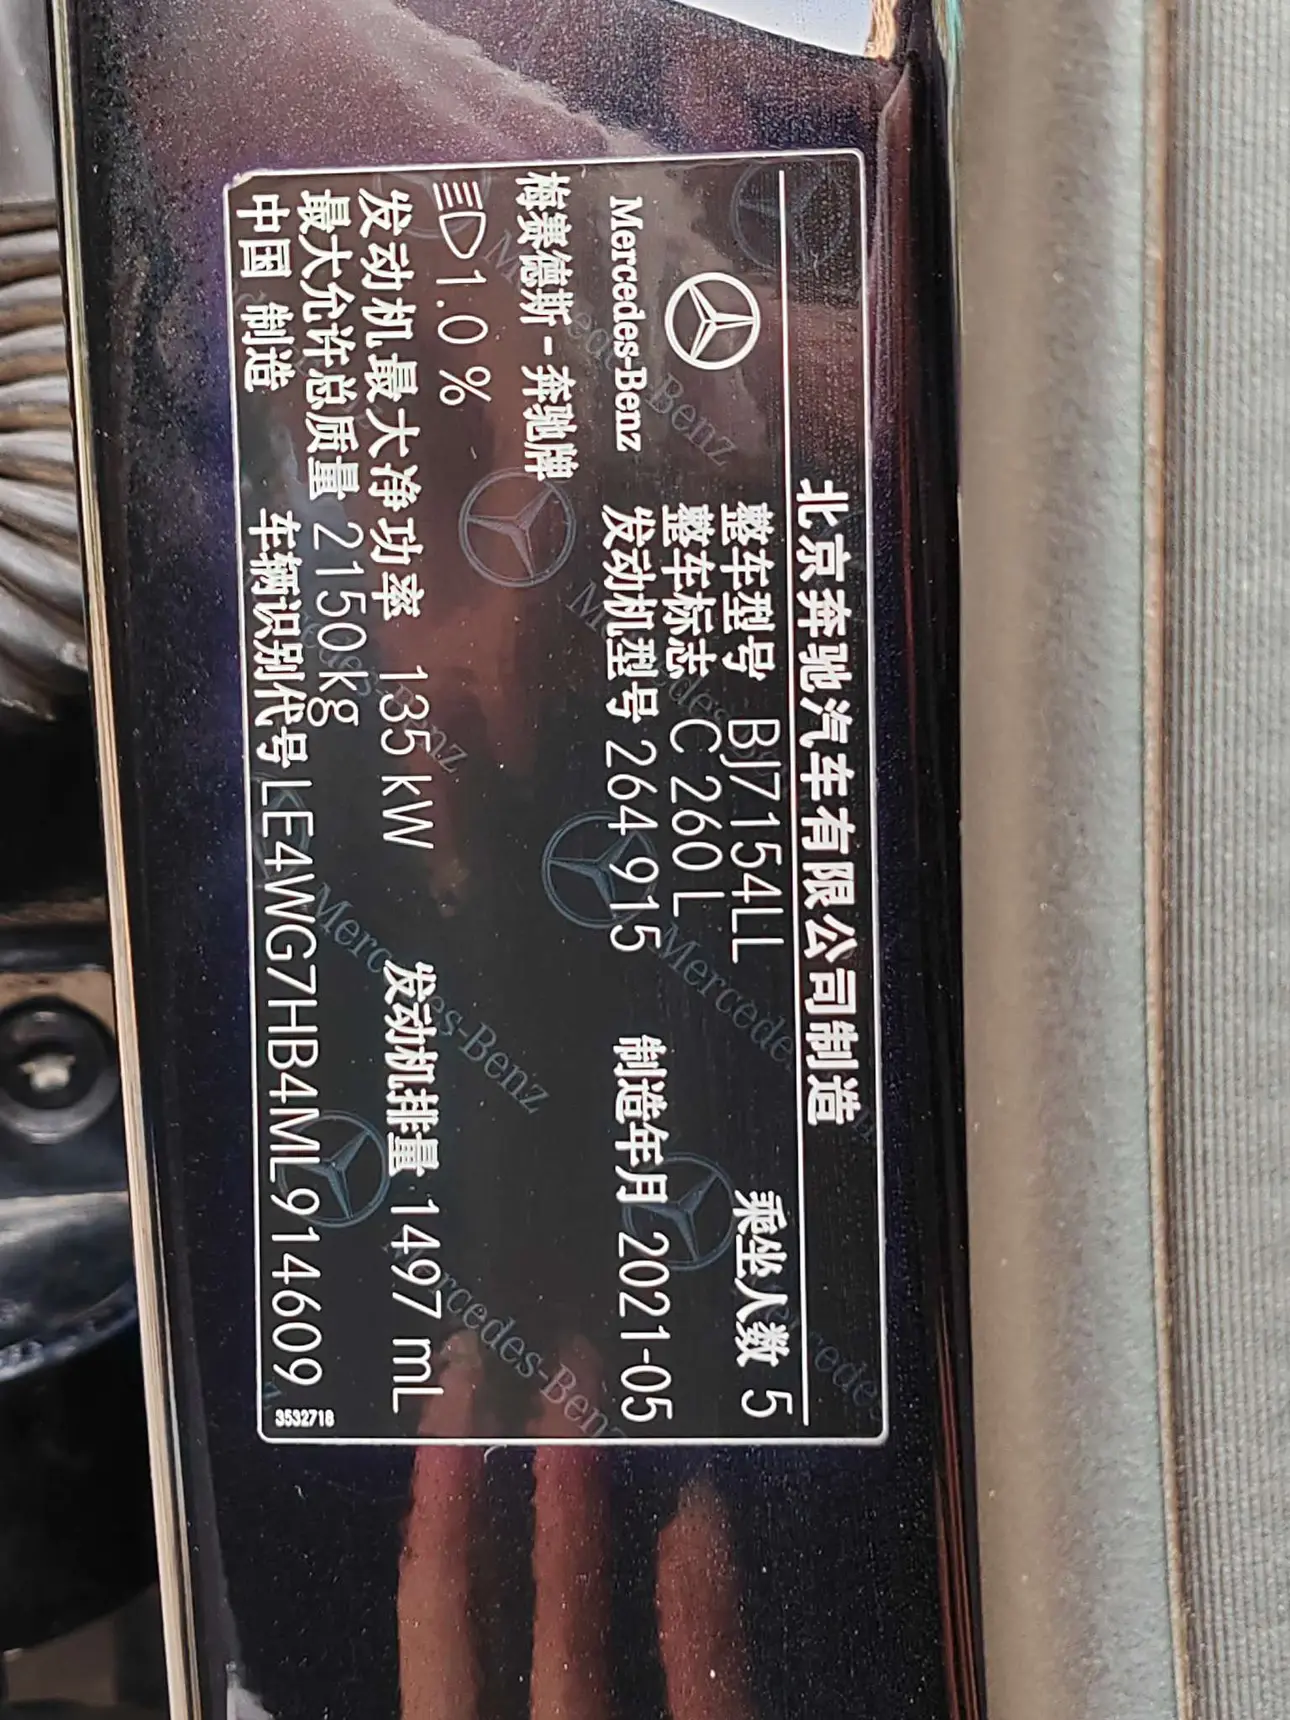 北京奔驰汽车有限公司制造
整车型号 BJ7154LL 乘坐人数 5
整车标志 C 260 L
Mercedes-Benz 发动机型号 264 915 制造年月 2021-05
梅赛德斯-奔驰牌
1.0 %
发动机最大净功率 135 kW 发动机排量 1497 mL
最大允许总质量 2150kg
中国 制造 车辆识别代号 LE4WG7HB4ML914609
3532718